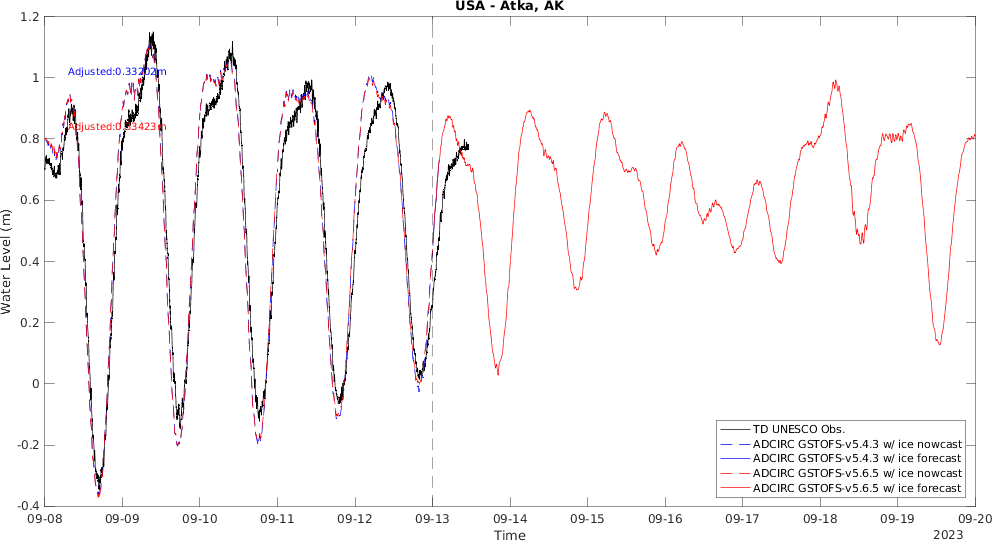 USA - Atka, AK
1.2
1
0.8
0.6
0.4
0.2
0
-0.2
-0.4
Water Level (m)
Adjusted:0.33202m
Adjusted:0.33423m
TD UNESCO Obs.
ADCIRC GSTOFS-v5.4.3 w/ ice nowcast
ADCIRC GSTOFS-v5.4.3 w/ ice forecast
ADCIRC GSTOFS-v5.6.5 w/ ice nowcast
ADCIRC GSTOFS-v5.6.5 w/ ice forecast
09-08 09-09 09-10 09-11 09-12 09-13 09-14 09-15 09-16 09-17 09-18 09-19 09-20
Time
2023